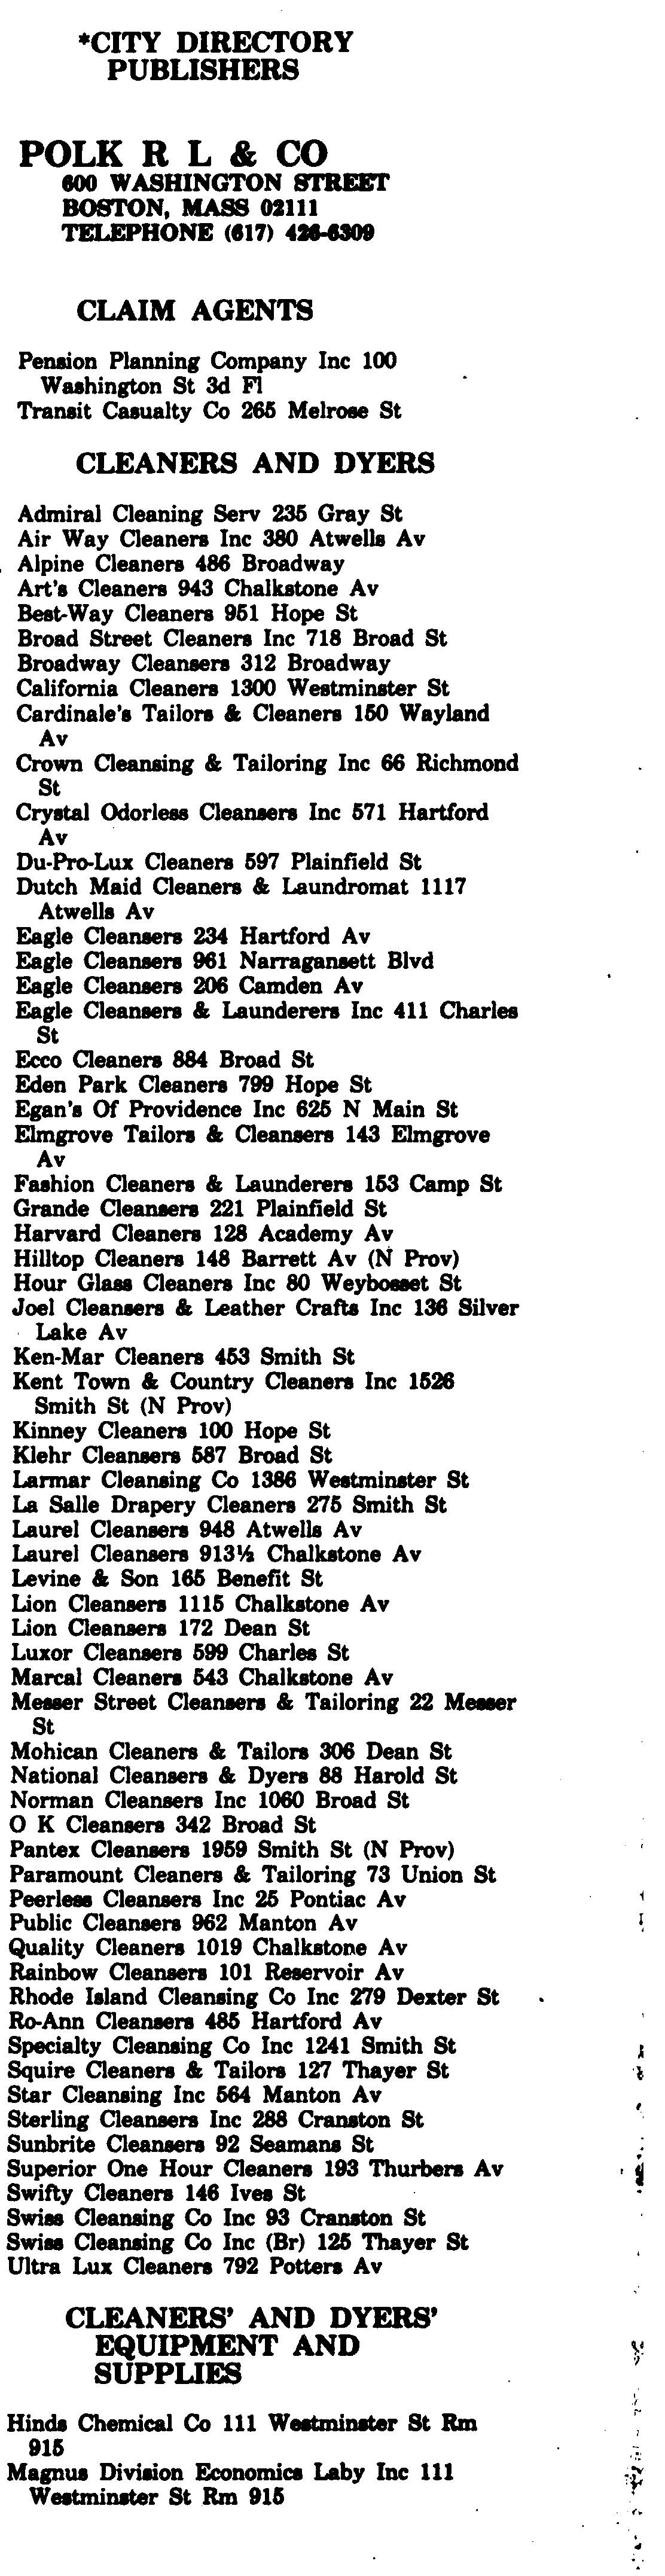 *CITY DIRECTORY
PUBLISHERS
POLK R L & CO
600 WASHINGTON STREET
BOSTON, MASS 02111
TELEPHONE (617) 426-6309
CLAIM AGENTS
Pension Planning Company Inc 100
Washington St 3d Fl
Transit Casualty Co 265 Melrose St
CLEANERS AND DYERS
Admiral Cleaning Serv 235 Gray St
Air Way Cleaners Inc 380 Atwells Av
Alpine Cleaners 486 Broadway
Art's Cleaners 943 Chalkstone Av
Best-Way Cleaners 951 Hope St
Broad Street Cleaners Inc 718 Broad St
Broadway Cleansers 312 Broadway
California Cleaners 1300 Westminster St
Cardinale's Tailors & Cleaners 150 Wayland
Av
Crown Cleansing & Tailoring Inc 66 Richmond
St
Crystal Odorless Cleansers Inc 571 Hartford
Av
Du-Pro-Lux Cleaners 597 Plainfield St
Dutch Maid Cleaners & Laundromat 1117
Atwells Av
Eagle Cleansers 234 Hartford Av
Eagle Cleansers 961 Narragansett Blvd
Eagle Cleansers 206 Camden Av
Eagle Cleansers & Launderers Inc 411 Charles
St
Ecco Cleaners 884 Broad St
Eden Park Cleaners 799 Hope St
Egan's Of Providence Inc 625 N Main St
Elmgrove Tailors & Cleansers 143 Elmgrove
Av
Fashion Cleaners & Launderers 153 Camp St
Grande Cleansers 221 Plainfield St
Harvard Cleaners 128 Academy Av
Hilltop Cleaners 148 Barrett Av (N Prov)
Hour Glass Cleaners Inc 80 Weybosset St
Joel Cleansers & Leather Crafts Inc 136 Silver
Lake Av
Ken-Mar Cleaners 453 Smith St
Kent Town & Country Cleaners Inc 1526
Smith St (N Prov)
Kinney Cleaners 100 Hope St
Klehr Cleansers 587 Broad St
Larmar Cleansing Co 1386 Westminster St
La Salle Drapery Cleaners 275 Smith St
Laurel Cleansers 948 Atwells Av
Laurel Cleansers 913½ Chalkstone Av
Levine & Son 165 Benefit St
Lion Cleansers 1115 Chalkstone Av
Lion Cleansers 172 Dean St
Luxor Cleansers 599 Charles St
Marcal Cleaners 543 Chalkstone Av
Messer Street Cleansers & Tailoring 22 Messer
St
Mohican Cleaners & Tailors 306 Dean St
National Cleansers & Dyers 88 Harold St
Norman Cleansers Inc 1060 Broad St
O K Cleansers 342 Broad St
Pantex Cleansers 1959 Smith St (N Prov)
Paramount Cleaners & Tailoring 73 Union St
Peerless Cleansers Inc 25 Pontiac Av
Public Cleansers 962 Manton Av
Quality Cleaners 1019 Chalkstone Av
Rainbow Cleansers 101 Reservoir Av
Rhode Island Cleansing Co Inc 279 Dexter St
Ro-Ann Cleansers 485 Hartford Av
Specialty Cleansing Co Inc 1241 Smith St
Squire Cleaners & Tailors 127 Thayer St
Star Cleansing Inc 564 Manton Av
Sterling Cleansers Inc 288 Cranston St
Sunbrite Cleansers 92 Seamans St
Superior One Hour Cleaners 193 Thurbers Av
Swifty Cleaners 146 Ives St
Swiss Cleansing Co Inc 93 Cranston St
Swiss Cleansing Co Inc (Br) 125 Thayer St
Ultra Lux Cleaners 792 Potters Av
CLEANERS' AND DYERS'
EQUIPMENT AND
SUPPLIES
Hinds Chemical Co 111 Westminster St Rm
915
Magnus Division Economics Laby Inc 111
Westminster St Rm 915